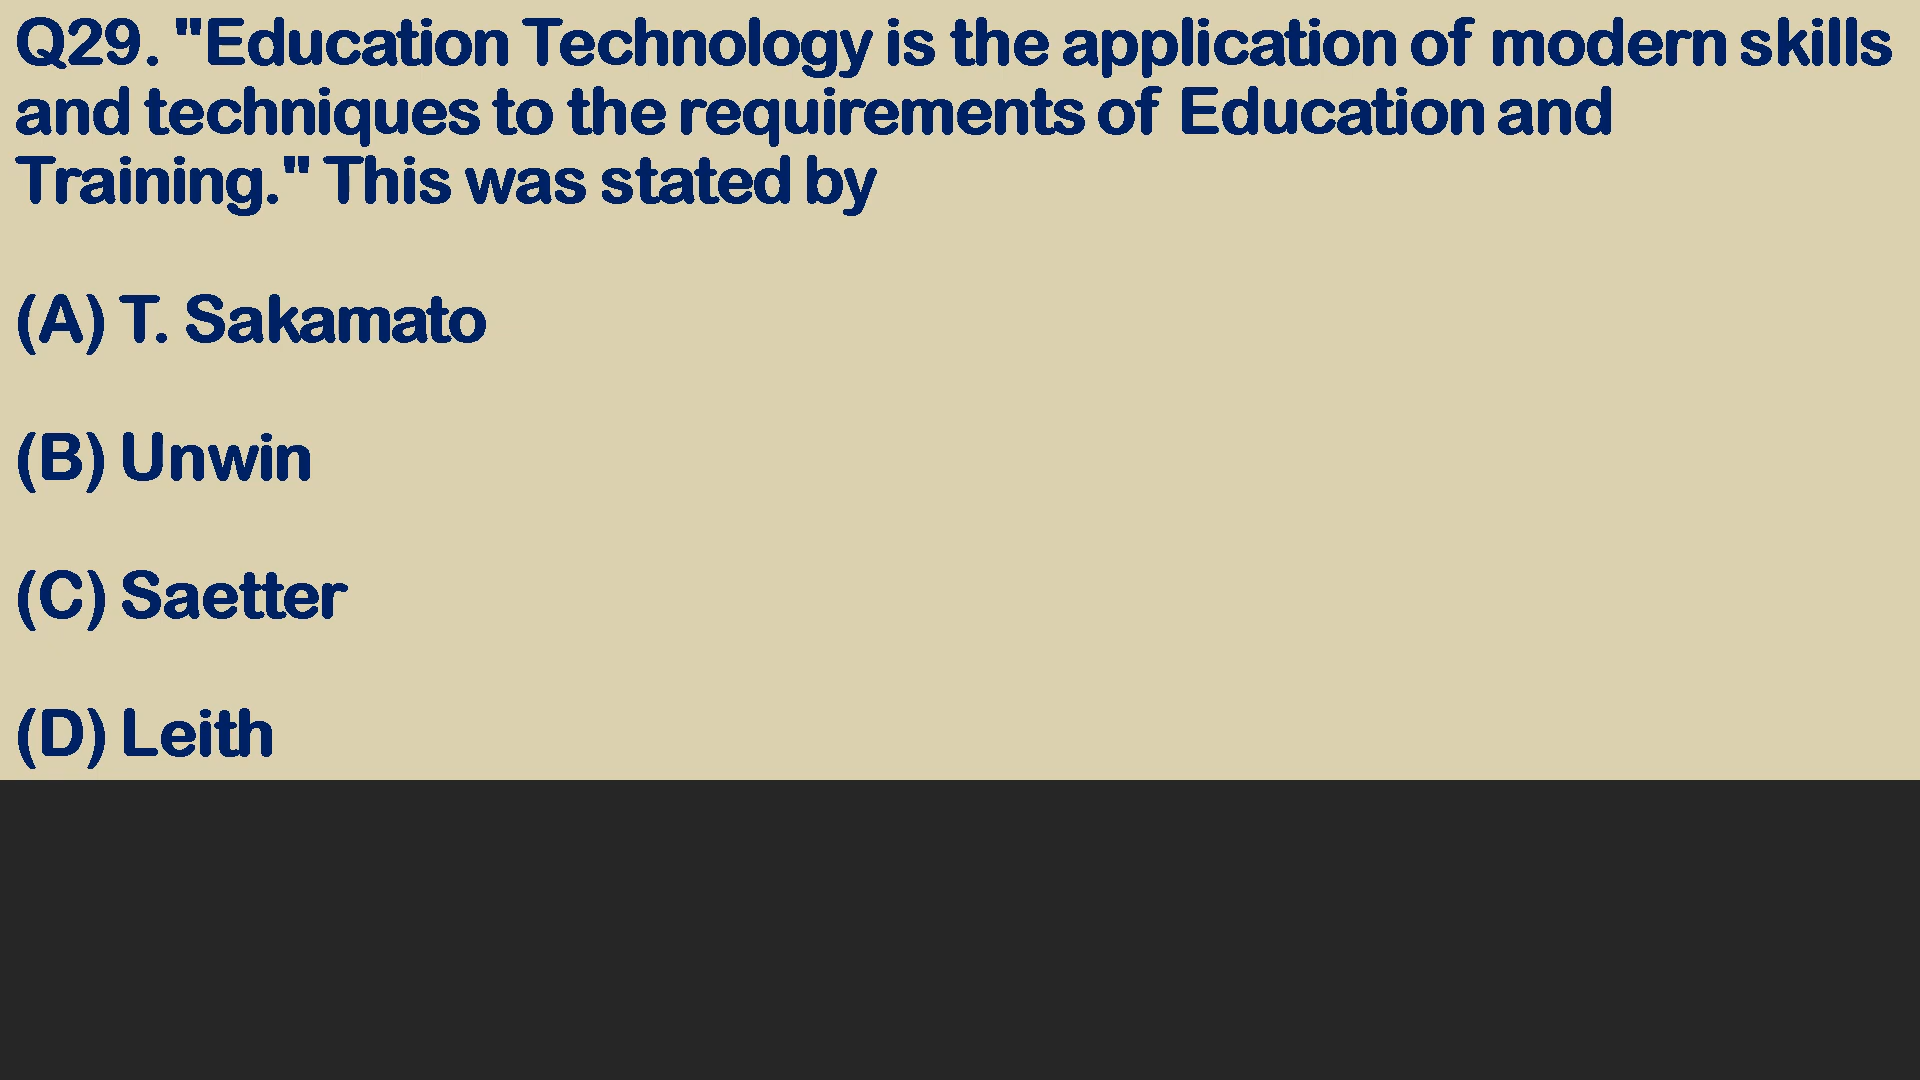 Q29. "Education Technology is the application of modern skills
and techniques to the requirements of Education and
Training." This was stated by
(A) T. Sakamato
(B) Unwin
(C) Saetter
(D) Leith